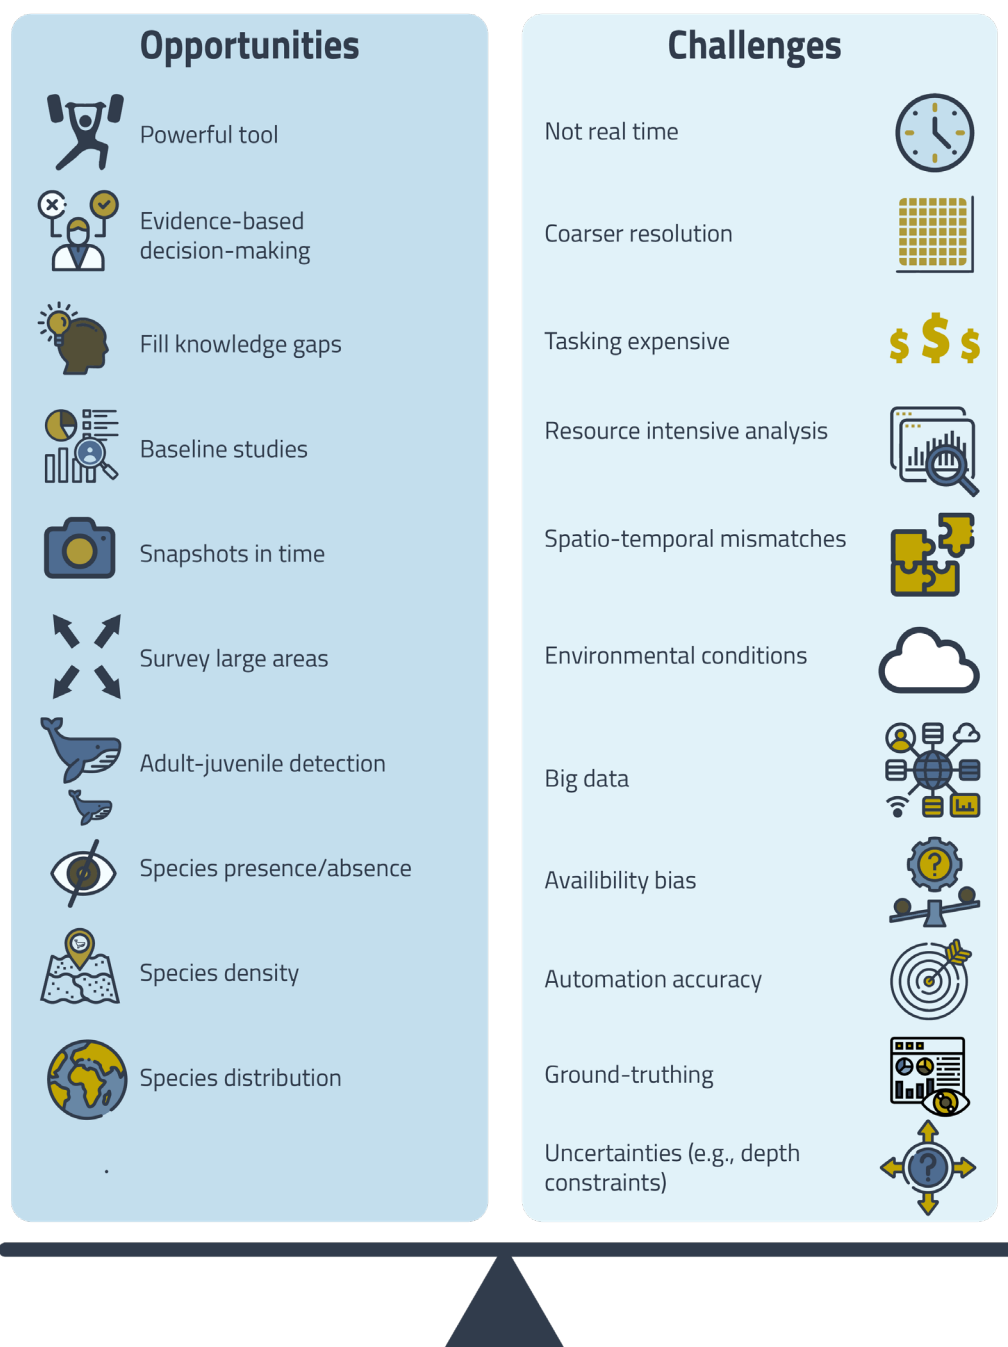 Opportunities
Powerful tool
Evidence-based
decision-making
Fill knowledge gaps
Baseline studies
Snapshots in time
Survey large areas
Adult-juvenile detection
Species presence/absence
Species density
Species distribution
.
Challenges
Not real time
Coarser resolution
Tasking expensive
$ $ $
Resource intensive analysis
Spatio-temporal mismatches
Environmental conditions
Big data
Availibility bias
?
Automation accuracy
Ground-truthing
Uncertainties (e.g., depth
constraints)
?